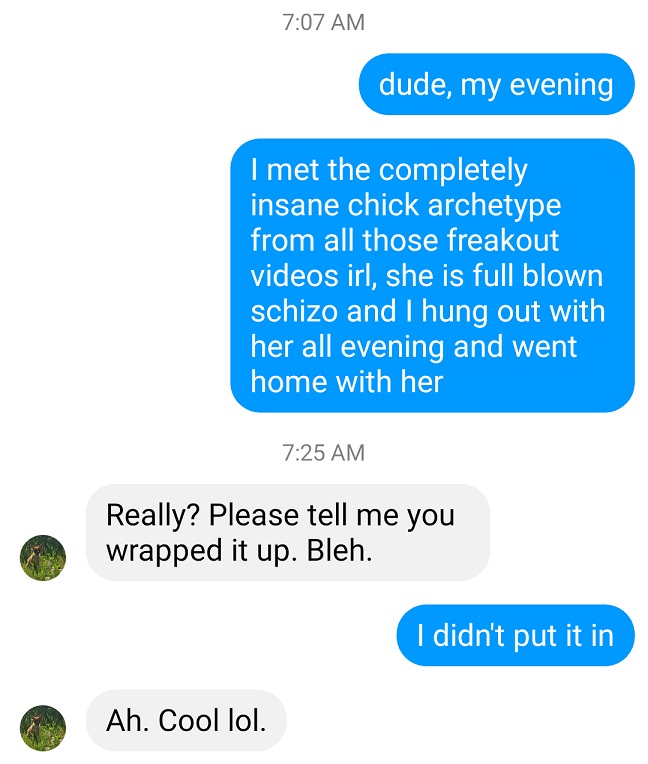 7:07 AM
dude, my evening
I met the completely
insane chick archetype
from all those freakout
videos irl, she is full blown
schizo and I hung out with
her all evening and went
home with her
7:25 AM
Really? Please tell me you
wrapped it up. Bleh.
I didn't put it in
Ah. Cool lol.